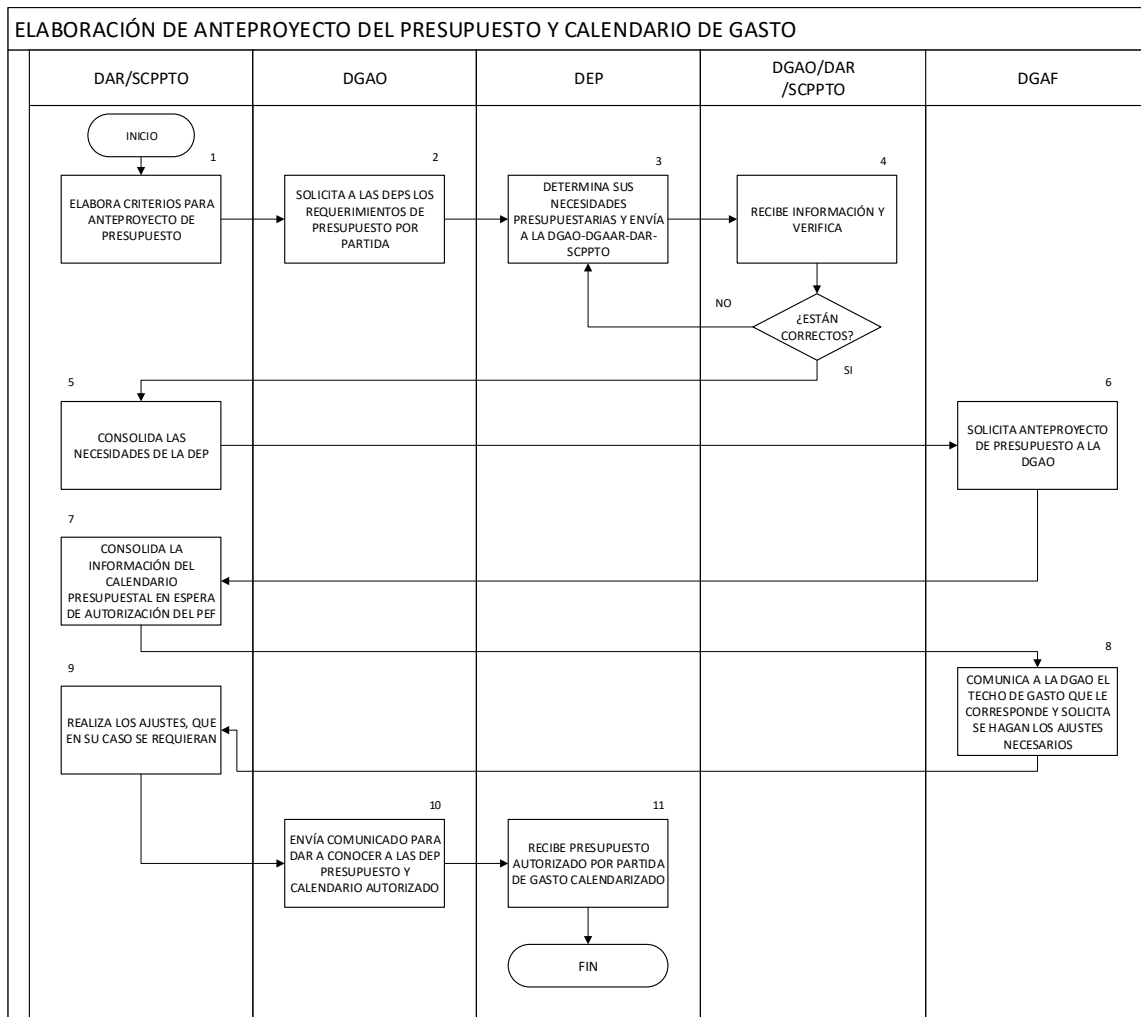 ELABORACIÓN DE ANTEPROYECTO DEL PRESUPUESTO Y CALENDARIO DE GASTO
DAR/SCPPTO
DGAO
DEP
DGAO/DAR
/SCPPTO
DGAF
INICIO
1
ELABORA CRITERIOS PARA
ANTEPROYECTO DE
PRESUPUESTO
2
SOLICITA A LAS DEPS LOS
REQUERIMIENTOS DE
PRESUPUESTO POR
PARTIDA
3
DETERMINA SUS
NECESIDADES
PRESUPUESTARIAS Y ENVÍA
A LA DGAO-DGAAR-DAR-
SCPPTO
4
RECIBE INFORMACIÓN Y
VERIFICA
NO
¿ESTÁN
CORRECTOS?
SI
5
CONSOLIDA LAS
NECESIDADES DE LA DEP
6
SOLICITA ANTEPROYECTO
DE PRESUPUESTO A LA
DGAO
7
CONSOLIDA LA
INFORMACIÓN DEL
CALENDARIO
PRESUPUESTAL EN ESPERA
DE AUTORIZACIÓN DEL PEF
8
COMUNICA A LA DGAO EL
TECHO DE GASTO QUE LE
CORRESPONDE Y SOLICITA
SE HAGAN LOS AJUSTES
NECESARIOS
9
REALIZA LOS AJUSTES, QUE
EN SU CASO SE REQUIERAN
10
ENVÍA COMUNICADO PARA
DAR A CONOCER A LAS DEP
PRESUPUESTO Y
CALENDARIO AUTORIZADO
11
RECIBE PRESUPUESTO
AUTORIZADO POR PARTIDA
DE GASTO CALENDARIZADO
FIN